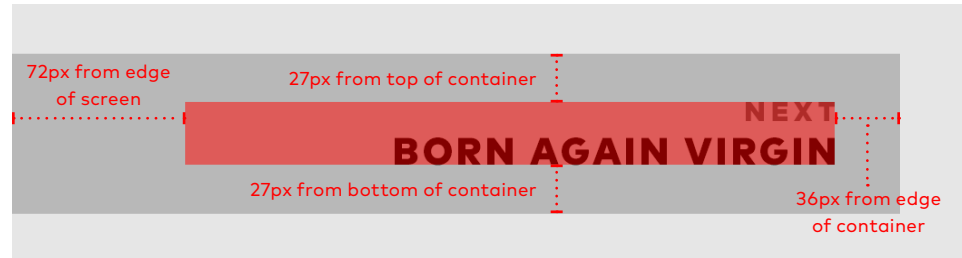 72px from edge
of screen
27px from top of container
NEXT
BORN AGAIN VIRGIN
27px from bottom of container
36px from edge
of container